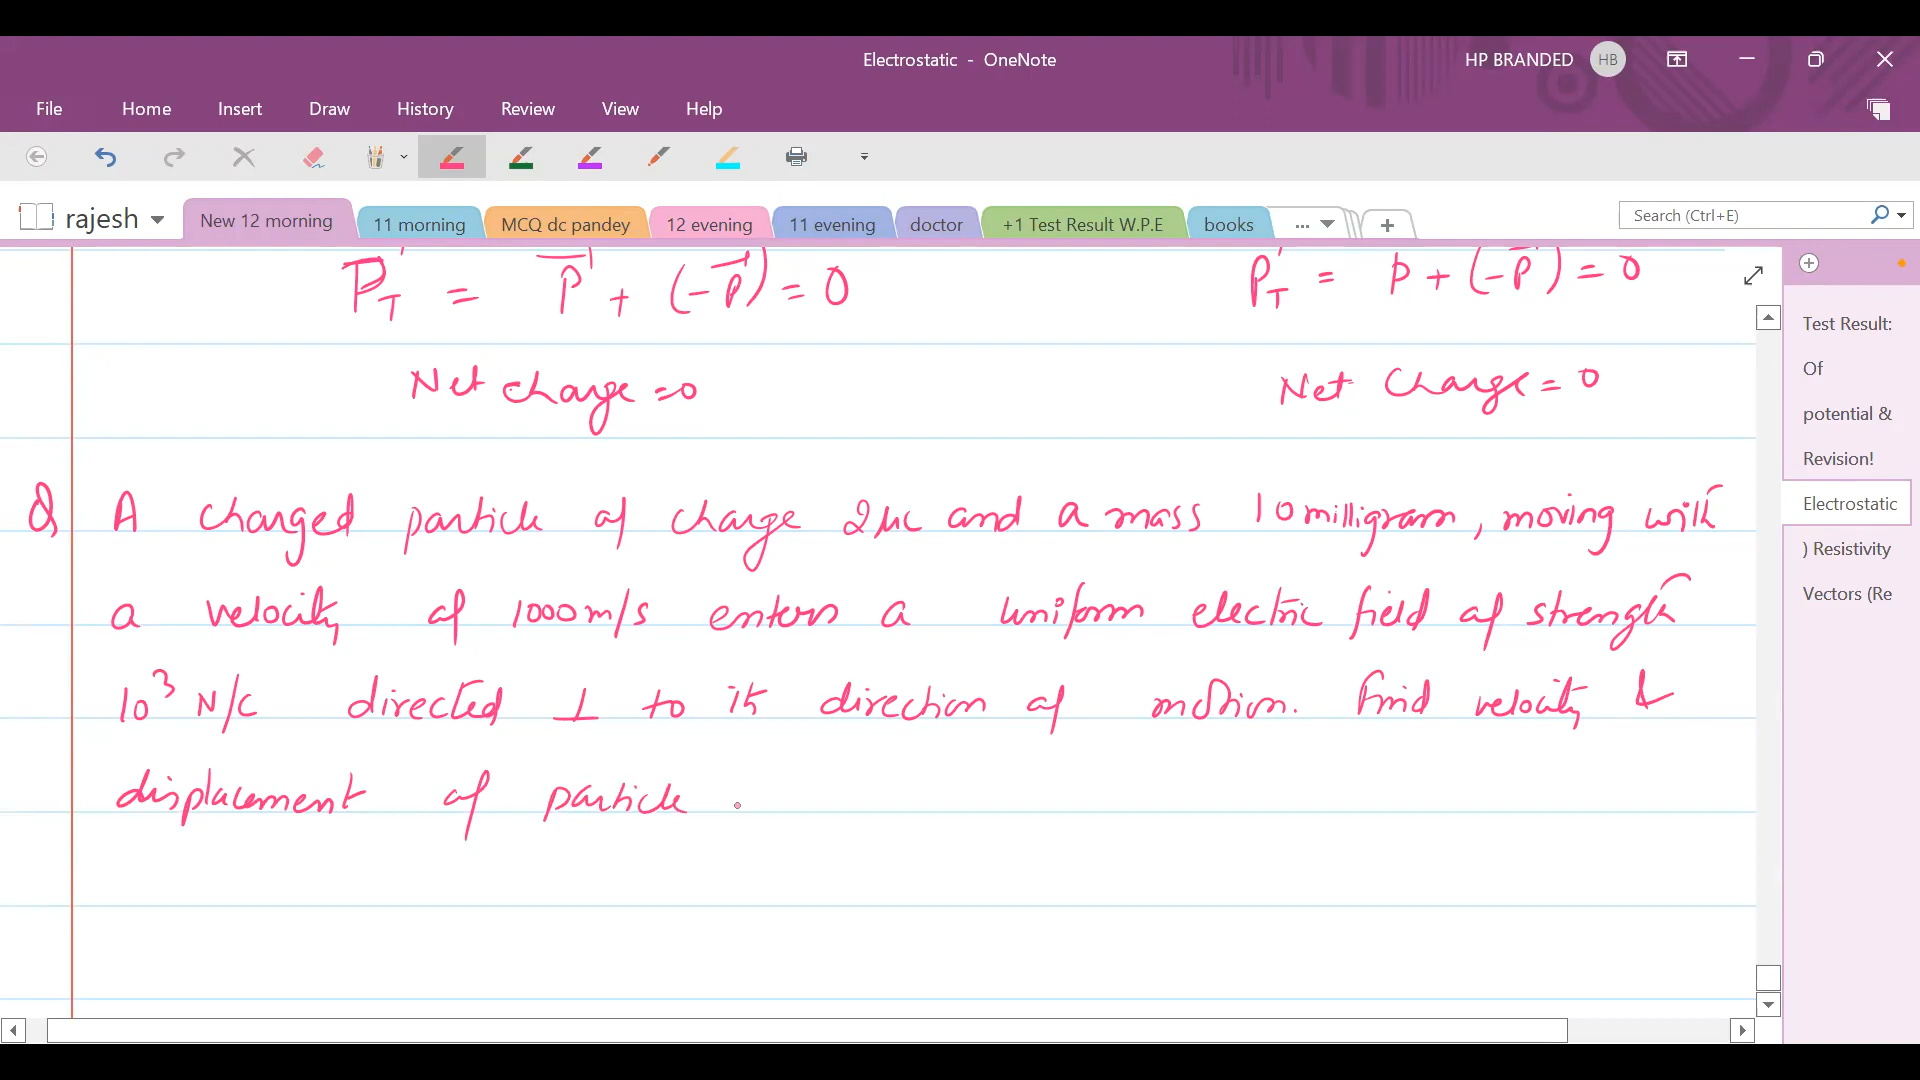 Electrostatic - OneNote
HP BRANDED HB
File Home Insert Draw History Review View Help
rajesh New 12 morning 11 morning MCQ dc pandey 12 evening 11 evening doctor +1 Test Result W.P.E books ... + Search (Ctrl+E)
P'T = P' + (-P') = 0
P'T = P + (-P) = 0
Net charge = 0
Net Charge = 0
Q A charged particle of charge 2μc and a mass 10 milligram, moving with
a velocity of 1000m/s enters a uniform electric field of strength
10³ N/C directed ⊥ to its direction of motion. Find velocity &
displacement of particle .
Test Result:
Of
potential &
Revision!
Electrostatic
) Resistivity
Vectors (Re